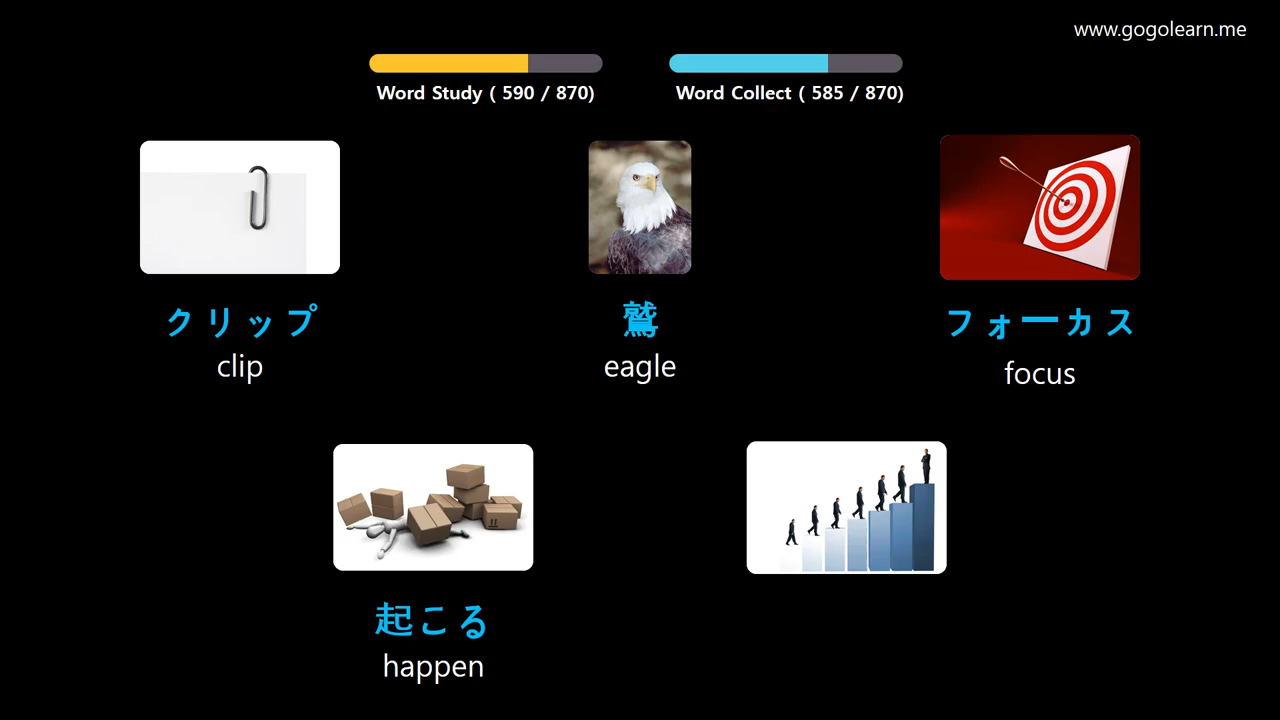 www.gogolearn.me
Word Study ( 590 / 870)
Word Collect ( 585 / 870)
クリップ
clip
鷲
eagle
フォーカス
focus
起こる
happen